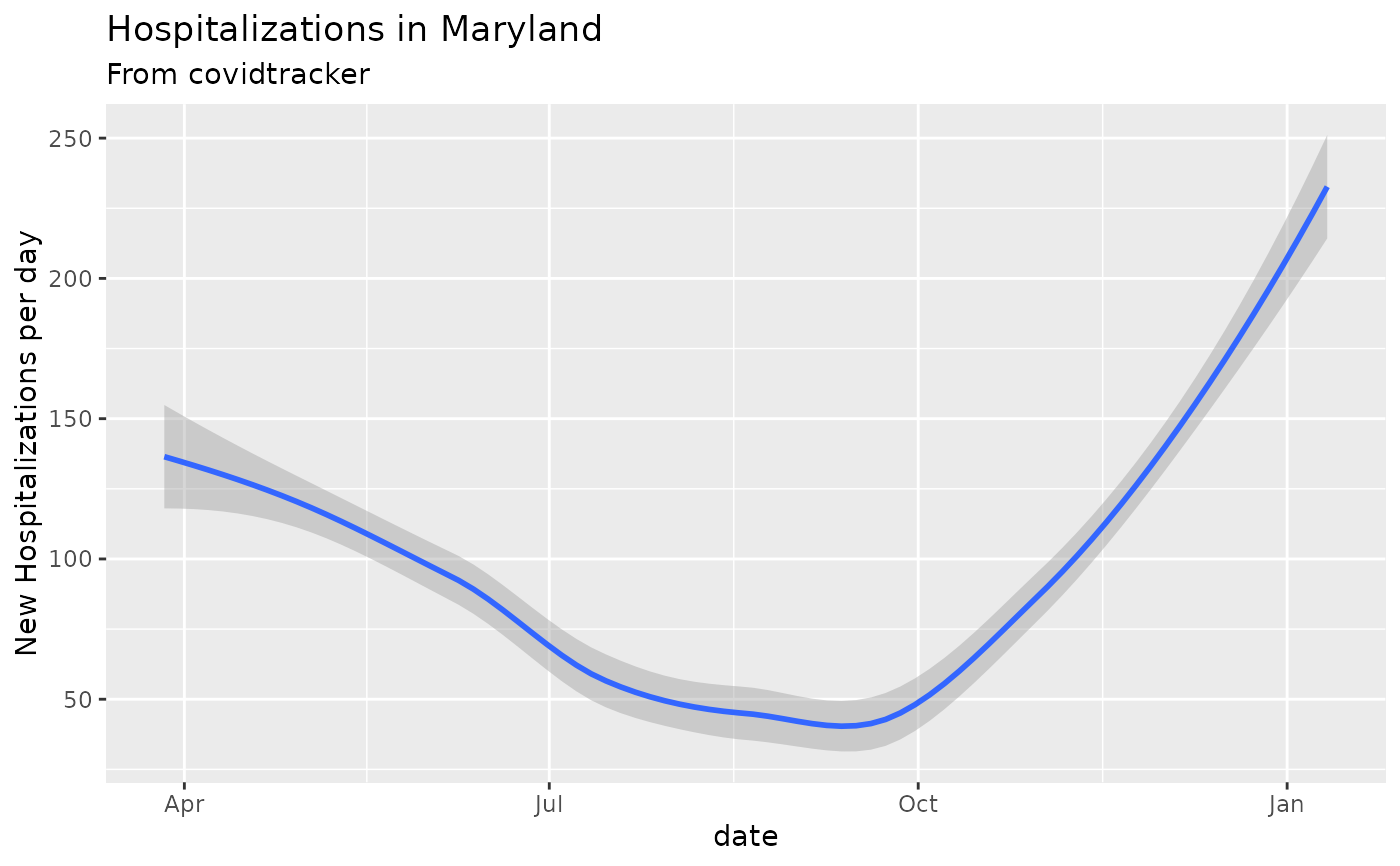 Hospitalizations in Maryland
From covidtracker
New Hospitalizations per day
250
200
150
100
50
Apr Jul Oct Jan
date